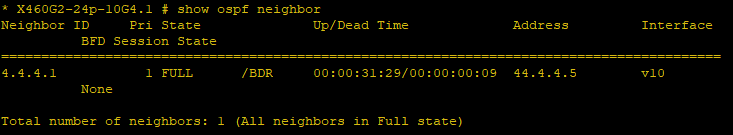 * X460G2-24p-10G4.1 # show ospf neighbor
Neighbor ID     Pri State              Up/Dead Time            Address         Interface
          BFD Session State
==========================================================================================
4.4.4.1           1 FULL      /BDR     00:00:31:29/00:00:00:09  44.4.4.5        v10
          None
Total number of neighbors: 1 (All neighbors in Full state)